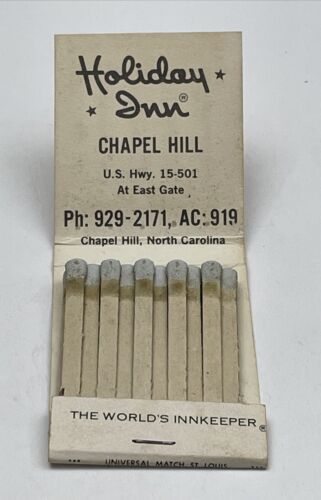 Holiday
Inn®
CHAPEL HILL
U.S. Hwy. 15-501
At East Gate
Ph: 929-2171, AC: 919
Chapel Hill, North Carolina
THE WORLD'S INNKEEPER®
UNIVERSAL MATCH ST. LOUIS